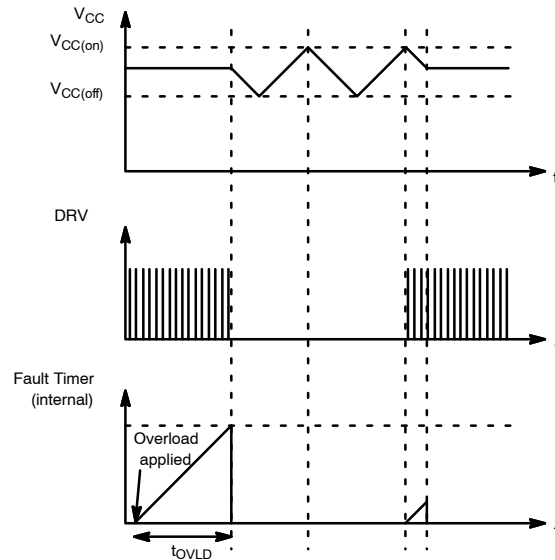 VCC
VCC(on)
VCC(off)
t
DRV
Fault Timer
(internal)
Overload
applied
tOVLD